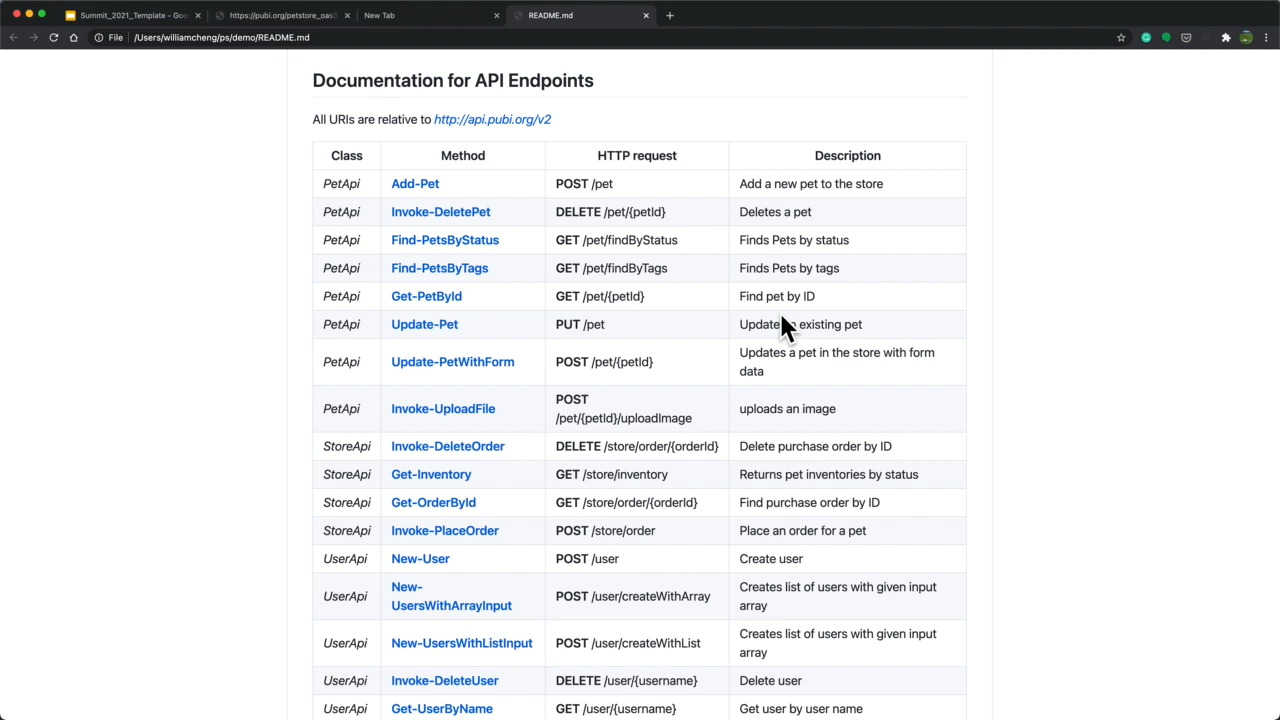 Summit_2021_Template - Goo
https://pubi.org/petstore_oas3
New Tab
README.md
File
/Users/williamcheng/ps/demo/README.md
Documentation for API Endpoints
All URIs are relative to http://api.pubi.org/v2
Class Method HTTP request Description
PetApi Add-Pet POST /pet Add a new pet to the store
PetApi Invoke-DeletePet DELETE /pet/{petId} Deletes a pet
PetApi Find-PetsByStatus GET /pet/findByStatus Finds Pets by status
PetApi Find-PetsByTags GET /pet/findByTags Finds Pets by tags
PetApi Get-PetById GET /pet/{petId} Find pet by ID
PetApi Update-Pet PUT /pet Update existing pet
PetApi Update-PetWithForm POST /pet/{petId} Updates a pet in the store with form
data
PetApi Invoke-UploadFile POST
/pet/{petId}/uploadImage uploads an image
StoreApi Invoke-DeleteOrder DELETE /store/order/{orderId} Delete purchase order by ID
StoreApi Get-Inventory GET /store/inventory Returns pet inventories by status
StoreApi Get-OrderById GET /store/order/{orderId} Find purchase order by ID
StoreApi Invoke-PlaceOrder POST /store/order Place an order for a pet
UserApi New-User POST /user Create user
UserApi New-
UsersWithArrayInput POST /user/createWithArray Creates list of users with given input
array
UserApi New-UsersWithListInput POST /user/createWithList Creates list of users with given input
array
UserApi Invoke-DeleteUser DELETE /user/{username} Delete user
UserApi Get-UserByName GET /user/{username} Get user by user name